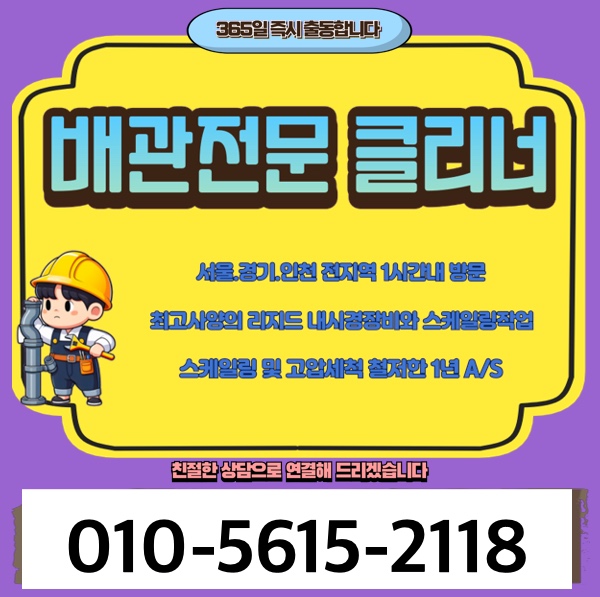 365일 즉시 출동합니다
배관전문 클리너
서울.경기.인천 전지역 1시간내 방문
최고사양의 리지드 내시경장비와 스케일링작업
스케일링 및 고압세척 철저한 1년 A/S
친절한 상담으로 연결해 드리겠습니다
010-5615-2118